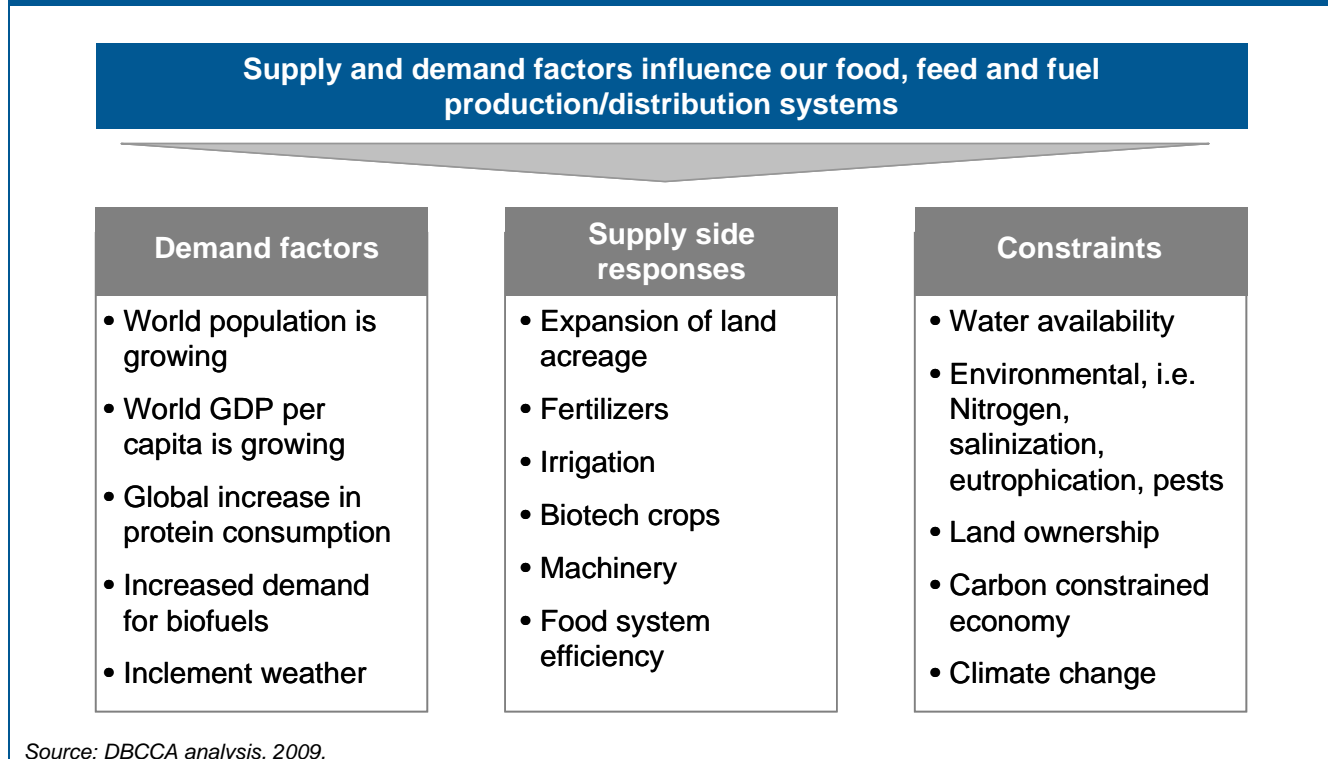 Supply and demand factors influence our food, feed and fuel
production/distribution systems
Demand factors
• World population is
growing
• World GDP per
capita is growing
• Global increase in
protein consumption
• Increased demand
for biofuels
• Inclement weather
Supply side
responses
• Expansion of land
acreage
• Fertilizers
• Irrigation
• Biotech crops
• Machinery
• Food system
efficiency
Constraints
• Water availability
• Environmental, i.e.
Nitrogen,
salinization,
eutrophication, pests
• Land ownership
• Carbon constrained
economy
• Climate change
Source: DBCCA analysis, 2009.